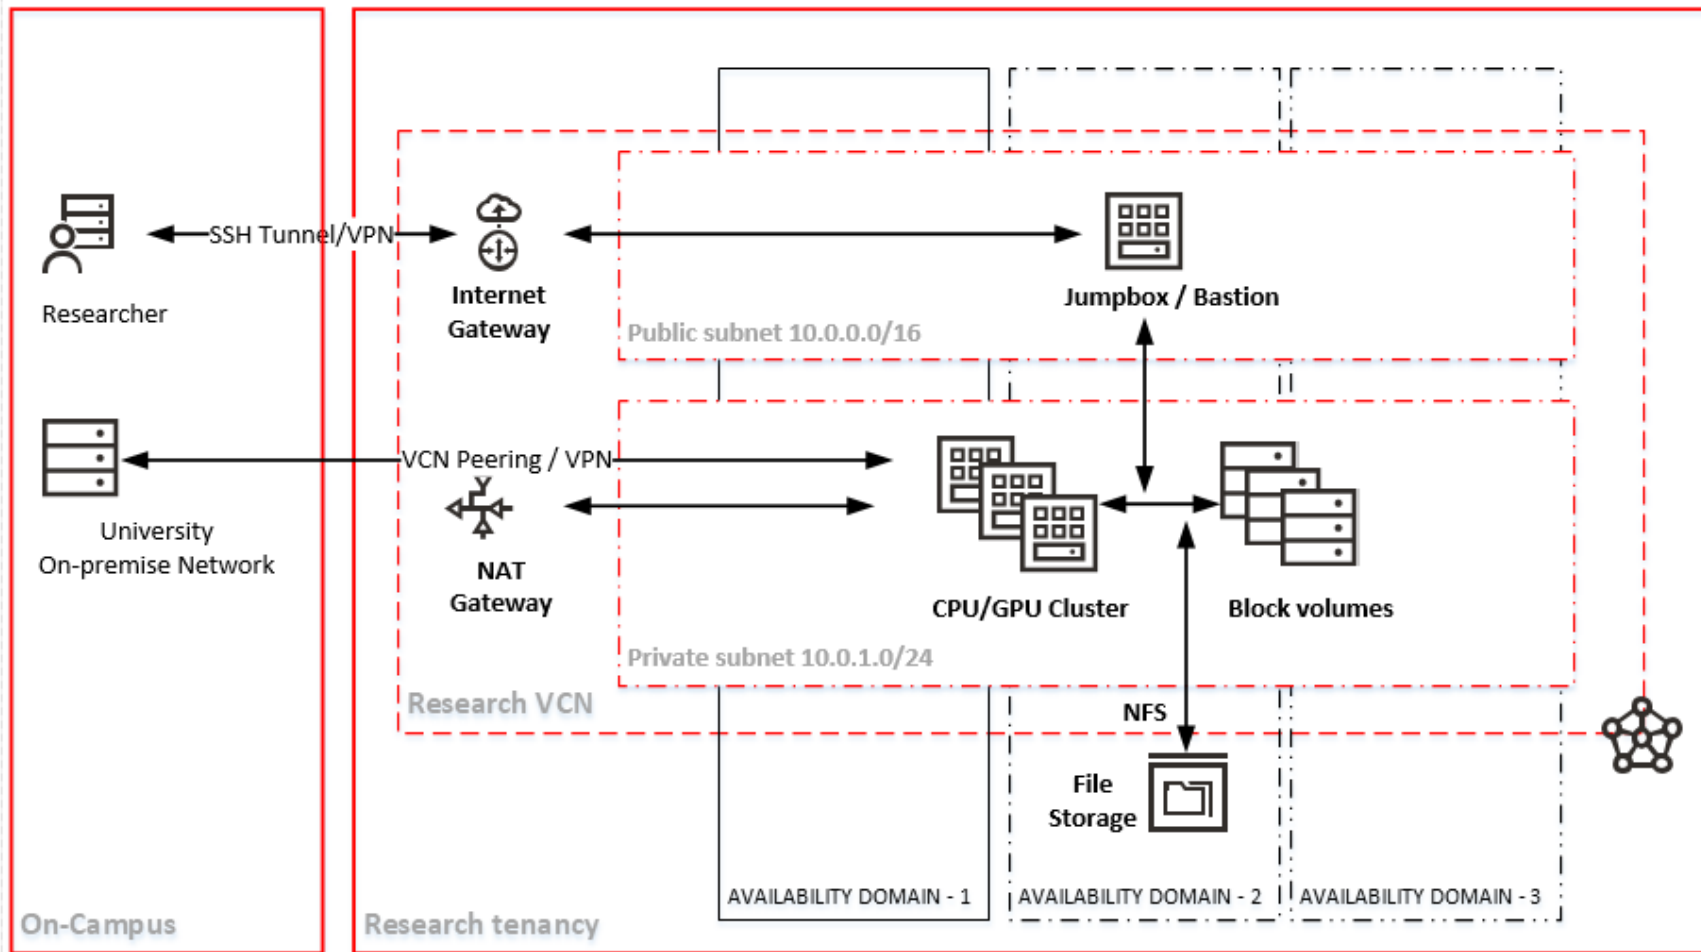 SSH Tunnel/VPN
Researcher
Internet
Gateway
Jumpbox / Bastion
Public subnet 10.0.0.0/16
VCN Peering / VPN
University
On-premise Network
NAT
Gateway
CPU/GPU Cluster
Block volumes
Private subnet 10.0.1.0/24
Research VCN
NFS
File
Storage
AVAILABILITY DOMAIN - 1
AVAILABILITY DOMAIN - 2
AVAILABILITY DOMAIN - 3
On-Campus
Research tenancy